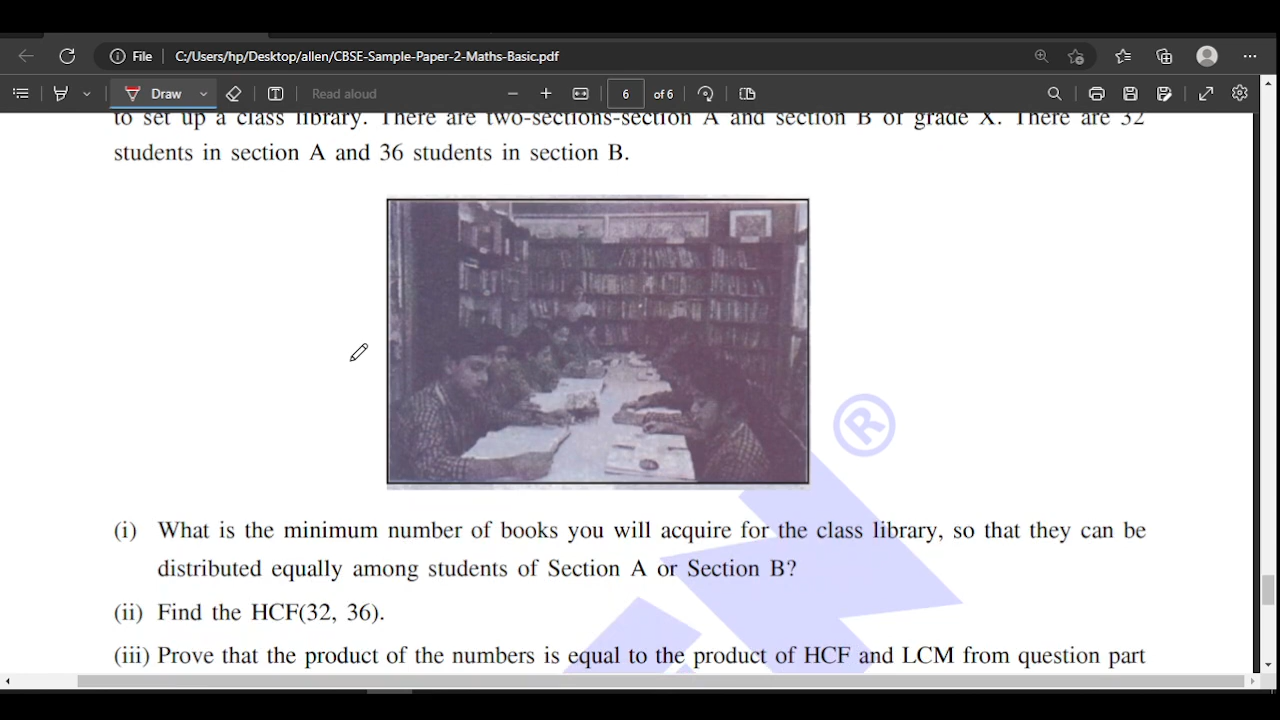 File C:/Users/hp/Desktop/allen/CBSE-Sample-Paper-2-Maths-Basic.pdf
Draw Read aloud 6 of 6
to set up a class library. There are two-sections-section A and section B of grade X. There are 32
students in section A and 36 students in section B.
®
(i) What is the minimum number of books you will acquire for the class library, so that they can be
distributed equally among students of Section A or Section B?
(ii) Find the HCF(32, 36).
(iii) Prove that the product of the numbers is equal to the product of HCF and LCM from question part